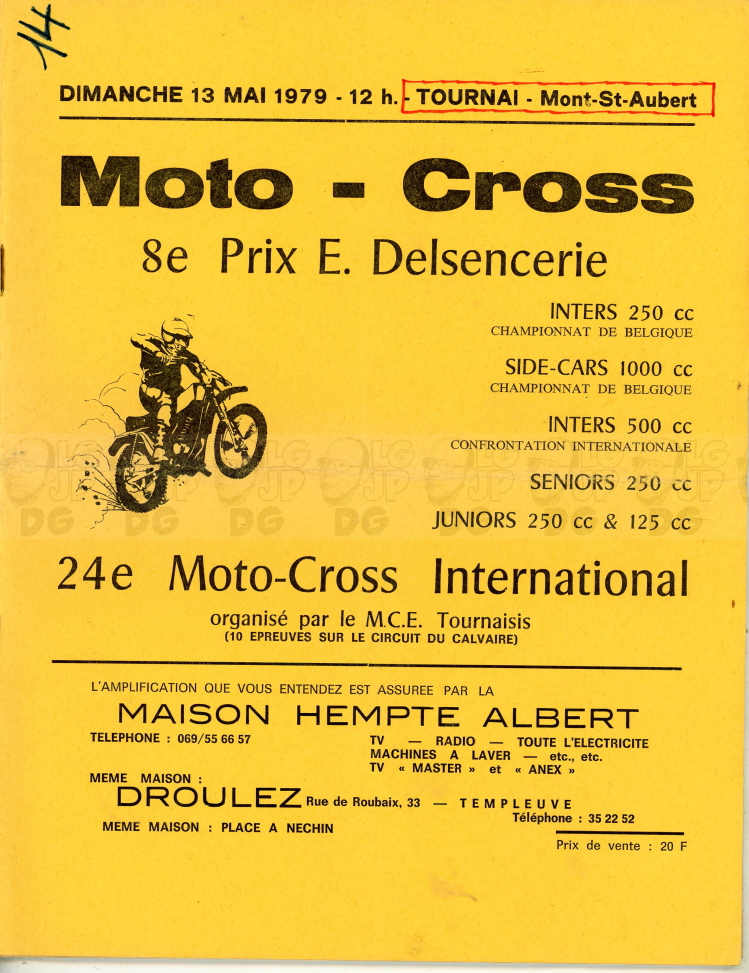 14
DIMANCHE 13 MAI 1979 - 12 h. - TOURNAI - Mont-St-Aubert
Moto - Cross
8e Prix E. Delsencerie
INTERS 250 cc
CHAMPIONNAT DE BELGIQUE
SIDE-CARS 1000 cc
CHAMPIONNAT DE BELGIQUE
INTERS 500 cc
CONFRONTATION INTERNATIONALE
SENIORS 250 cc
JUNIORS 250 cc & 125 cc
24e Moto-Cross International
organisé par le M.C.E. Tournaisis
(10 EPREUVES SUR LE CIRCUIT DU CALVAIRE)
L'AMPLIFICATION QUE VOUS ENTENDEZ EST ASSUREE PAR LA
MAISON HEMPTE ALBERT
TELEPHONE : 069/55 66 57
TV — RADIO — TOUTE L'ELECTRICITE
MACHINES A LAVER — etc., etc.
TV « MASTER » et « ANEX »
MEME MAISON :
DROULEZ Rue de Roubaix, 33 — TEMPLEUVE
Téléphone : 35 22 52
MEME MAISON : PLACE A NECHIN
Prix de vente : 20 F